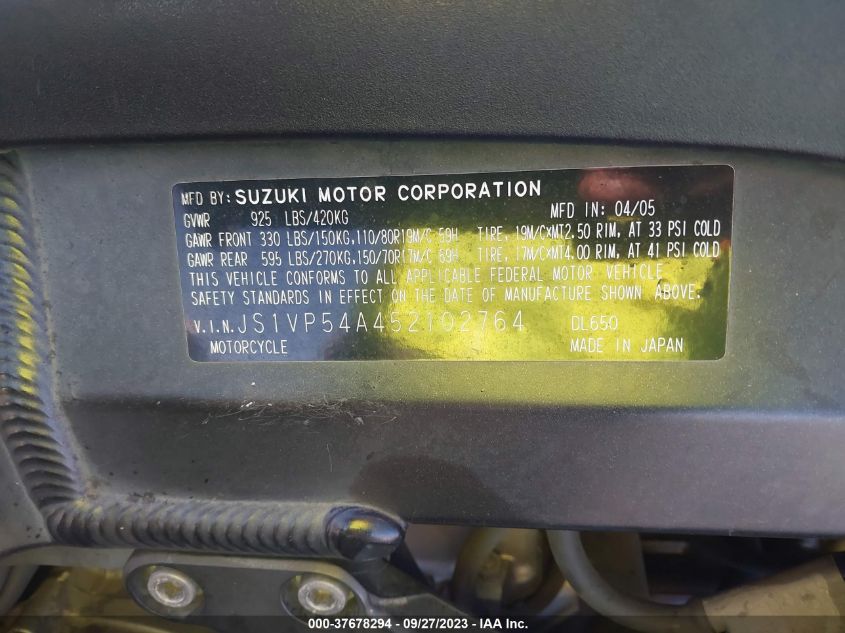 MFD BY: SUZUKI MOTOR CORPORATION
GVWR 925 LBS/420KG MFD IN: 04/05
GAWR FRONT 330 LBS/150KG, 110/80R19M/C 59H TIRE, 19M/CXMT2.50 RIM, AT 33 PSI COLD
GAWR REAR 595 LBS/270KG, 150/70R17M/C 69H TIRE, 17M/CXMT4.00 RIM, AT 41 PSI COLD
THIS VEHICLE CONFORMS TO ALL APPLICABLE FEDERAL MOTOR VEHICLE
SAFETY STANDARDS IN EFFECT ON THE DATE OF MANUFACTURE SHOWN ABOVE.
V.I.N. JS1VP54A452102764 DL650
MOTORCYCLE MADE IN JAPAN
000-37678294 - 09/27/2023 - ©IAA Inc.